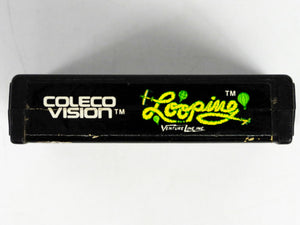 COLECO
VISION™
Looping™
VENTURE LINE, INC.